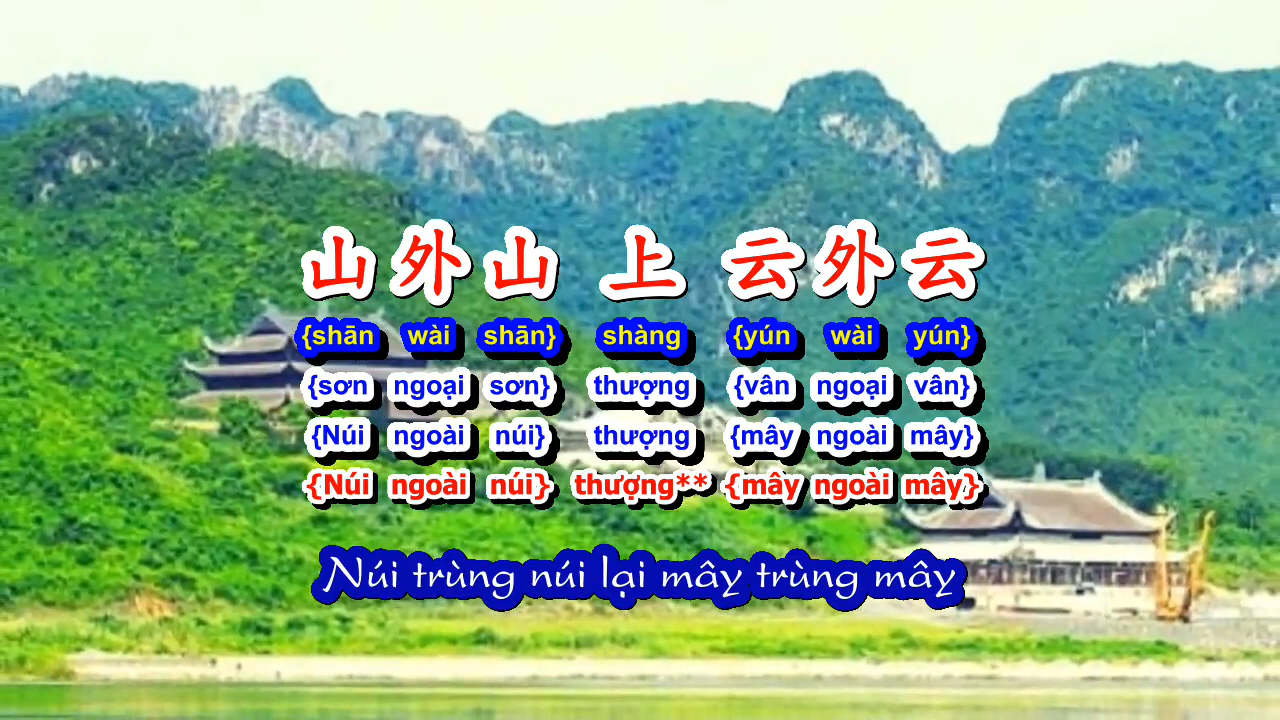 山外山 上 云外云
{shān wài shān} shàng {yún wài yún}
{sơn ngoại sơn} thượng {vân ngoại vân}
{Núi ngoài núi} thượng {mây ngoài mây}
{Núi ngoài núi} thượng** {mây ngoài mây}
Núi trùng núi lại mây trùng mây